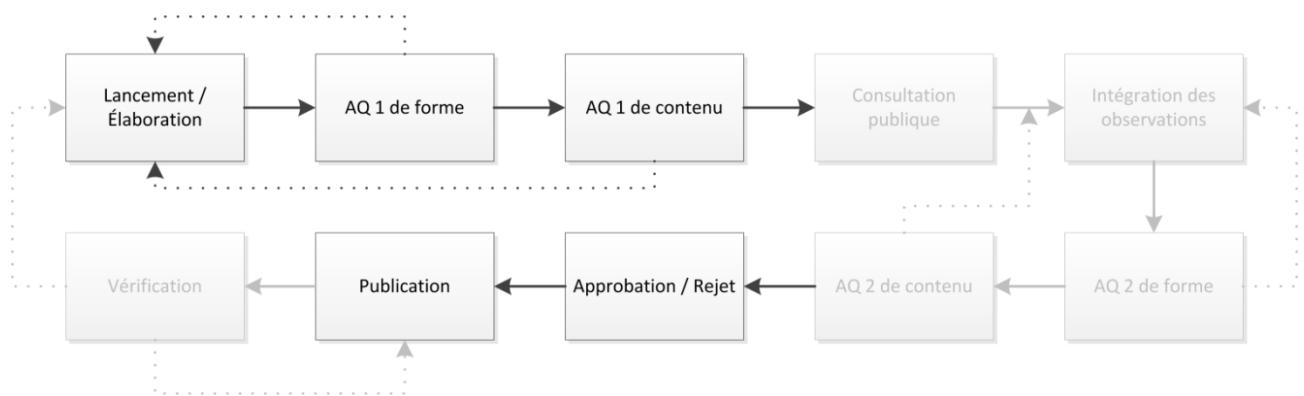 Lancement /
Élaboration
AQ 1 de forme
AQ 1 de contenu
Consultation
publique
Intégration des
observations
Vérification
Publication
Approbation / Rejet
AQ 2 de contenu
AQ 2 de forme